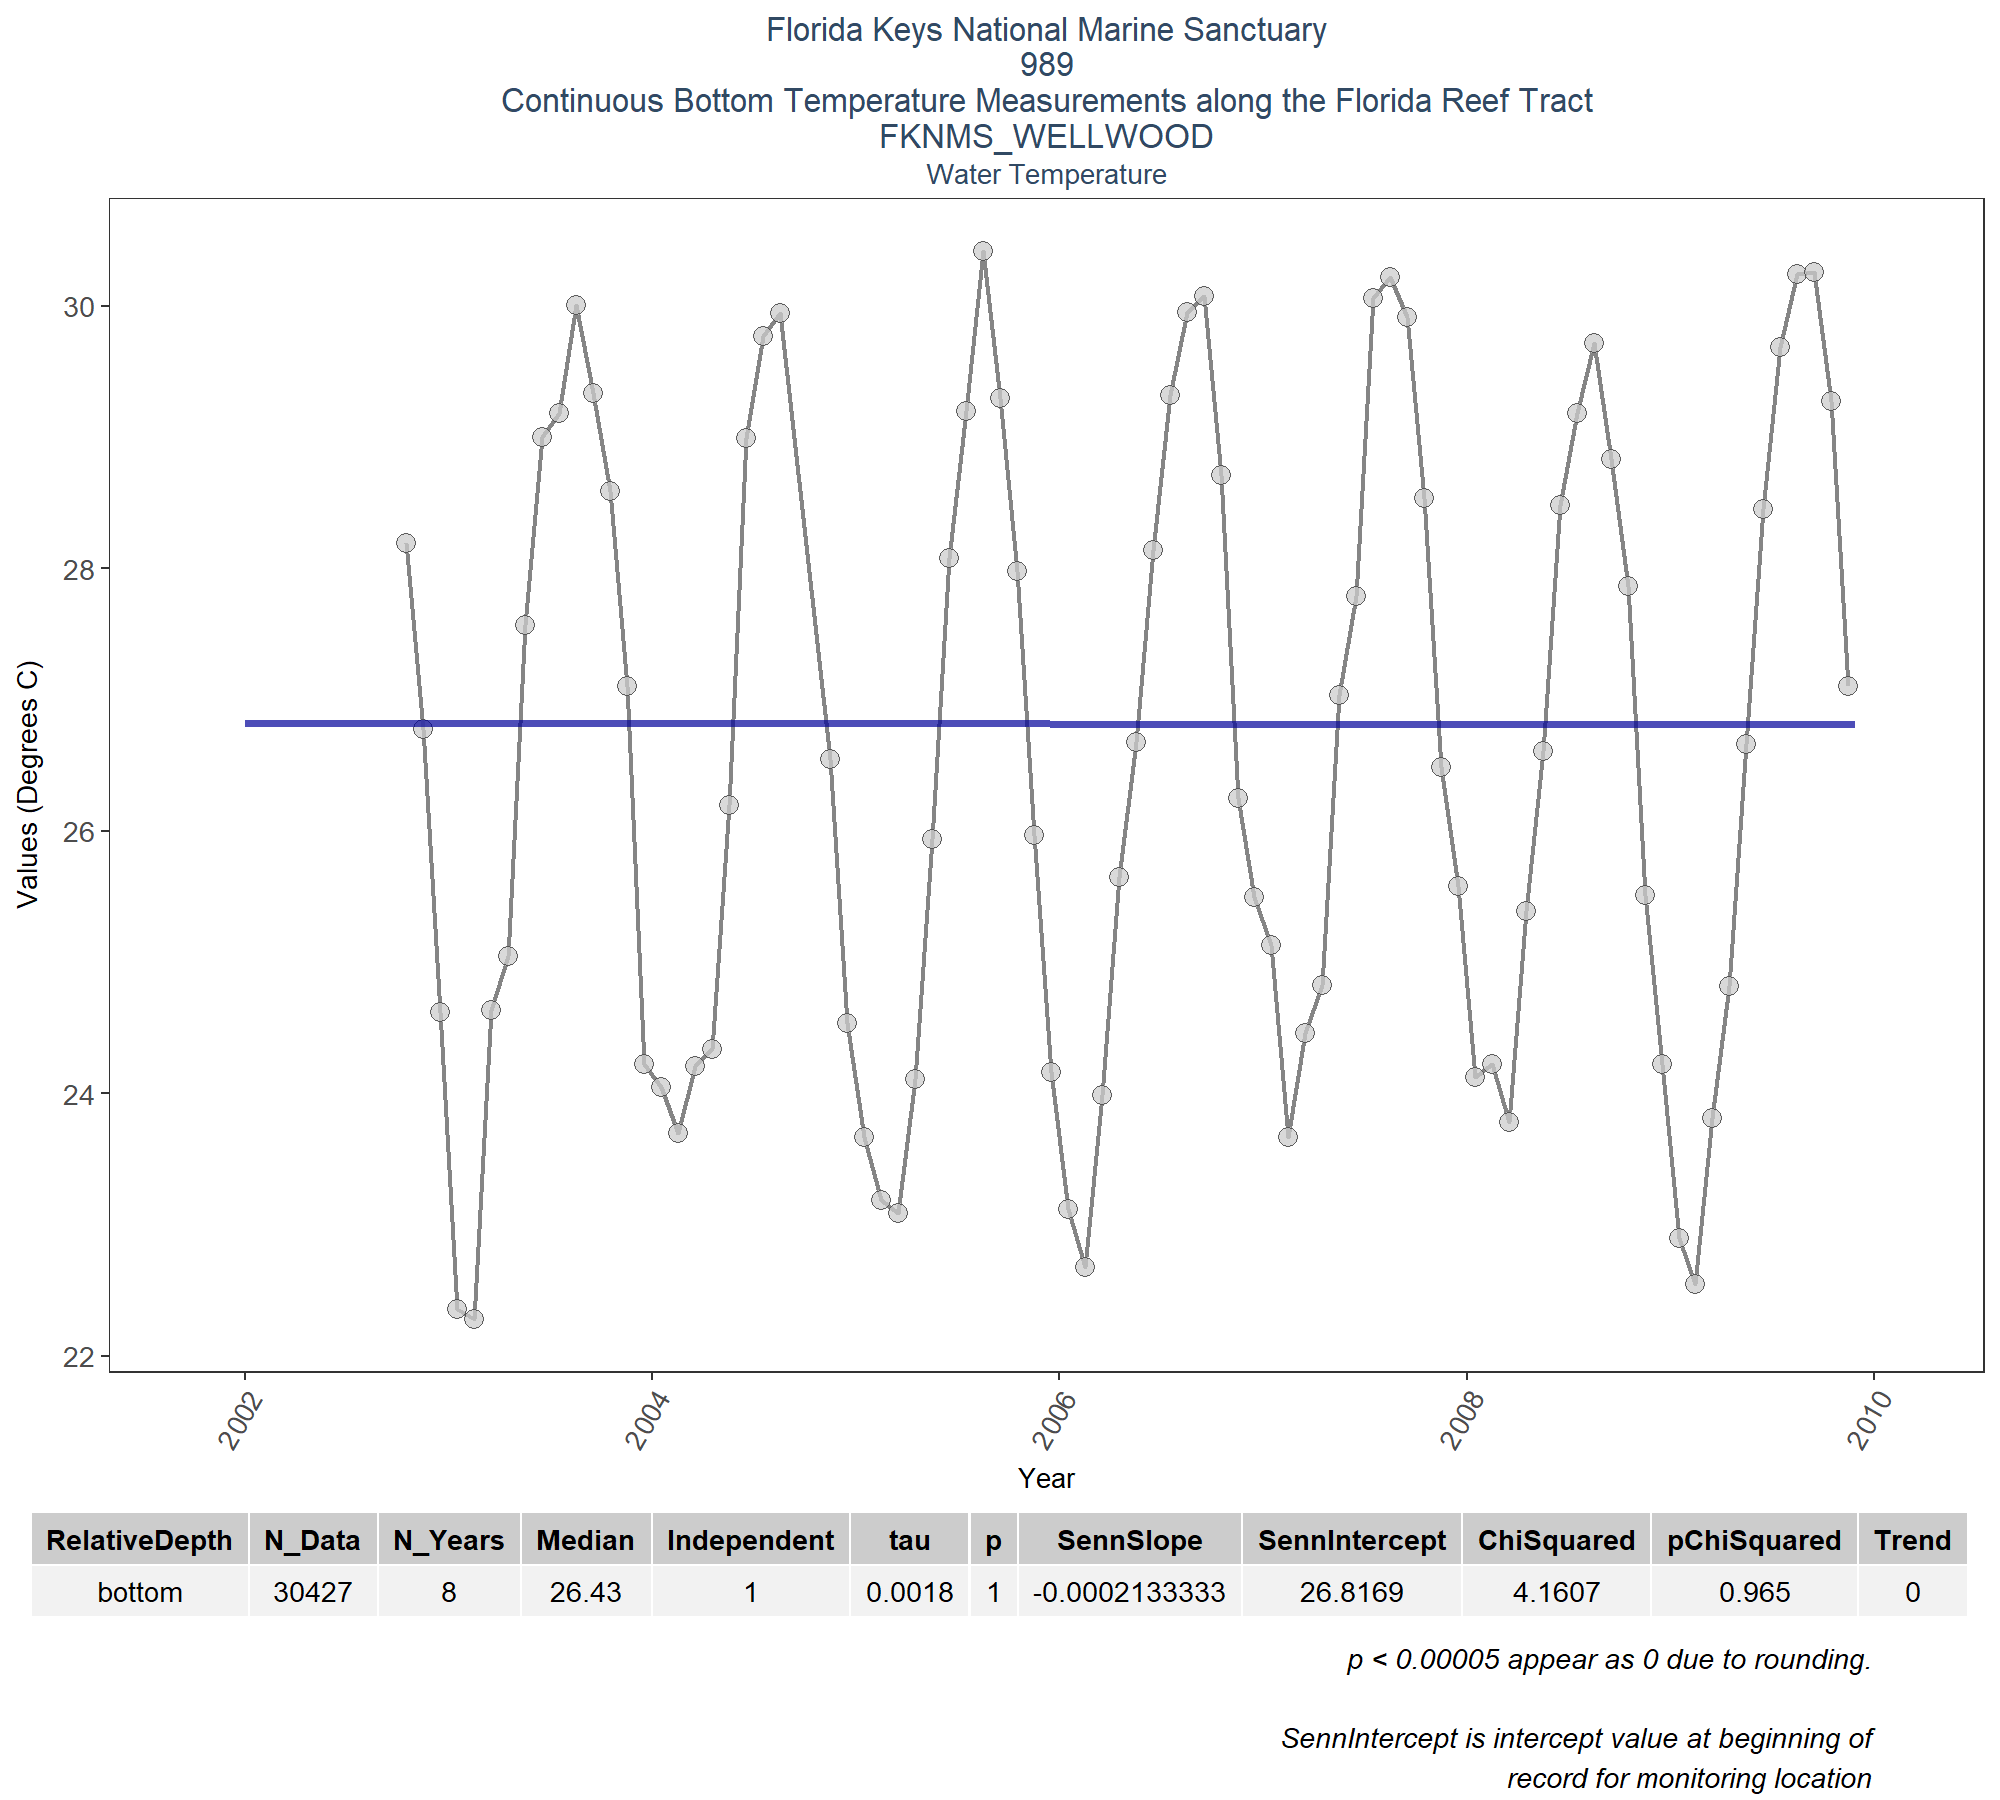 Florida Keys National Marine Sanctuary
989
Continuous Bottom Temperature Measurements along the Florida Reef Tract
FKNMS_WELLWOOD
Water Temperature
Values (Degrees C)
30
28
26
24
22
2002 2004 2006 2008 2010
Year
RelativeDepth N_Data N_Years Median Independent tau p SennSlope SennIntercept ChiSquared pChiSquared Trend
bottom 30427 8 26.43 1 0.0018 1 -0.0002133333 26.8169 4.1607 0.965 0
p < 0.00005 appear as 0 due to rounding.
SennIntercept is intercept value at beginning of
record for monitoring location